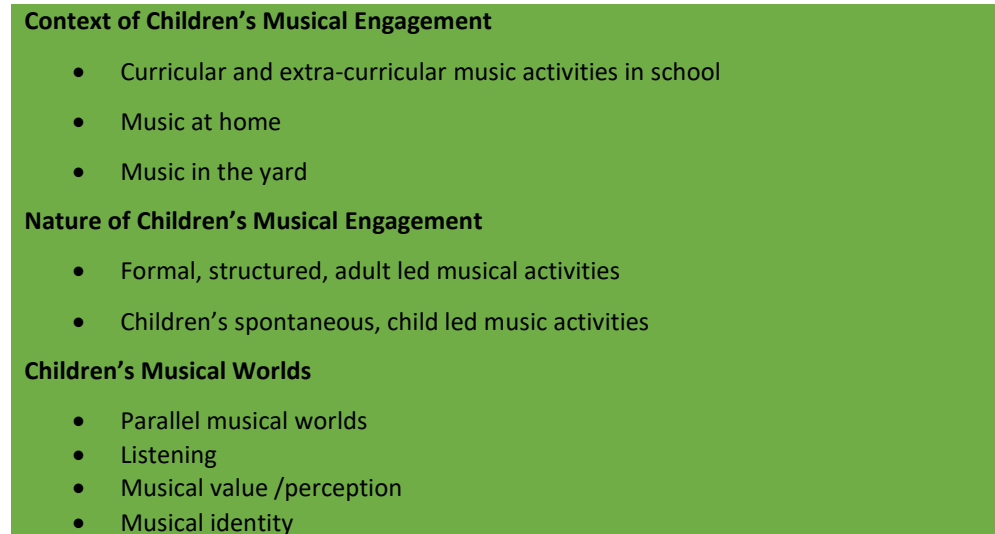 Context of Children’s Musical Engagement
• Curricular and extra-curricular music activities in school
• Music at home
• Music in the yard
Nature of Children’s Musical Engagement
• Formal, structured, adult led musical activities
• Children’s spontaneous, child led music activities
Children’s Musical Worlds
• Parallel musical worlds
• Listening
• Musical value /perception
• Musical identity